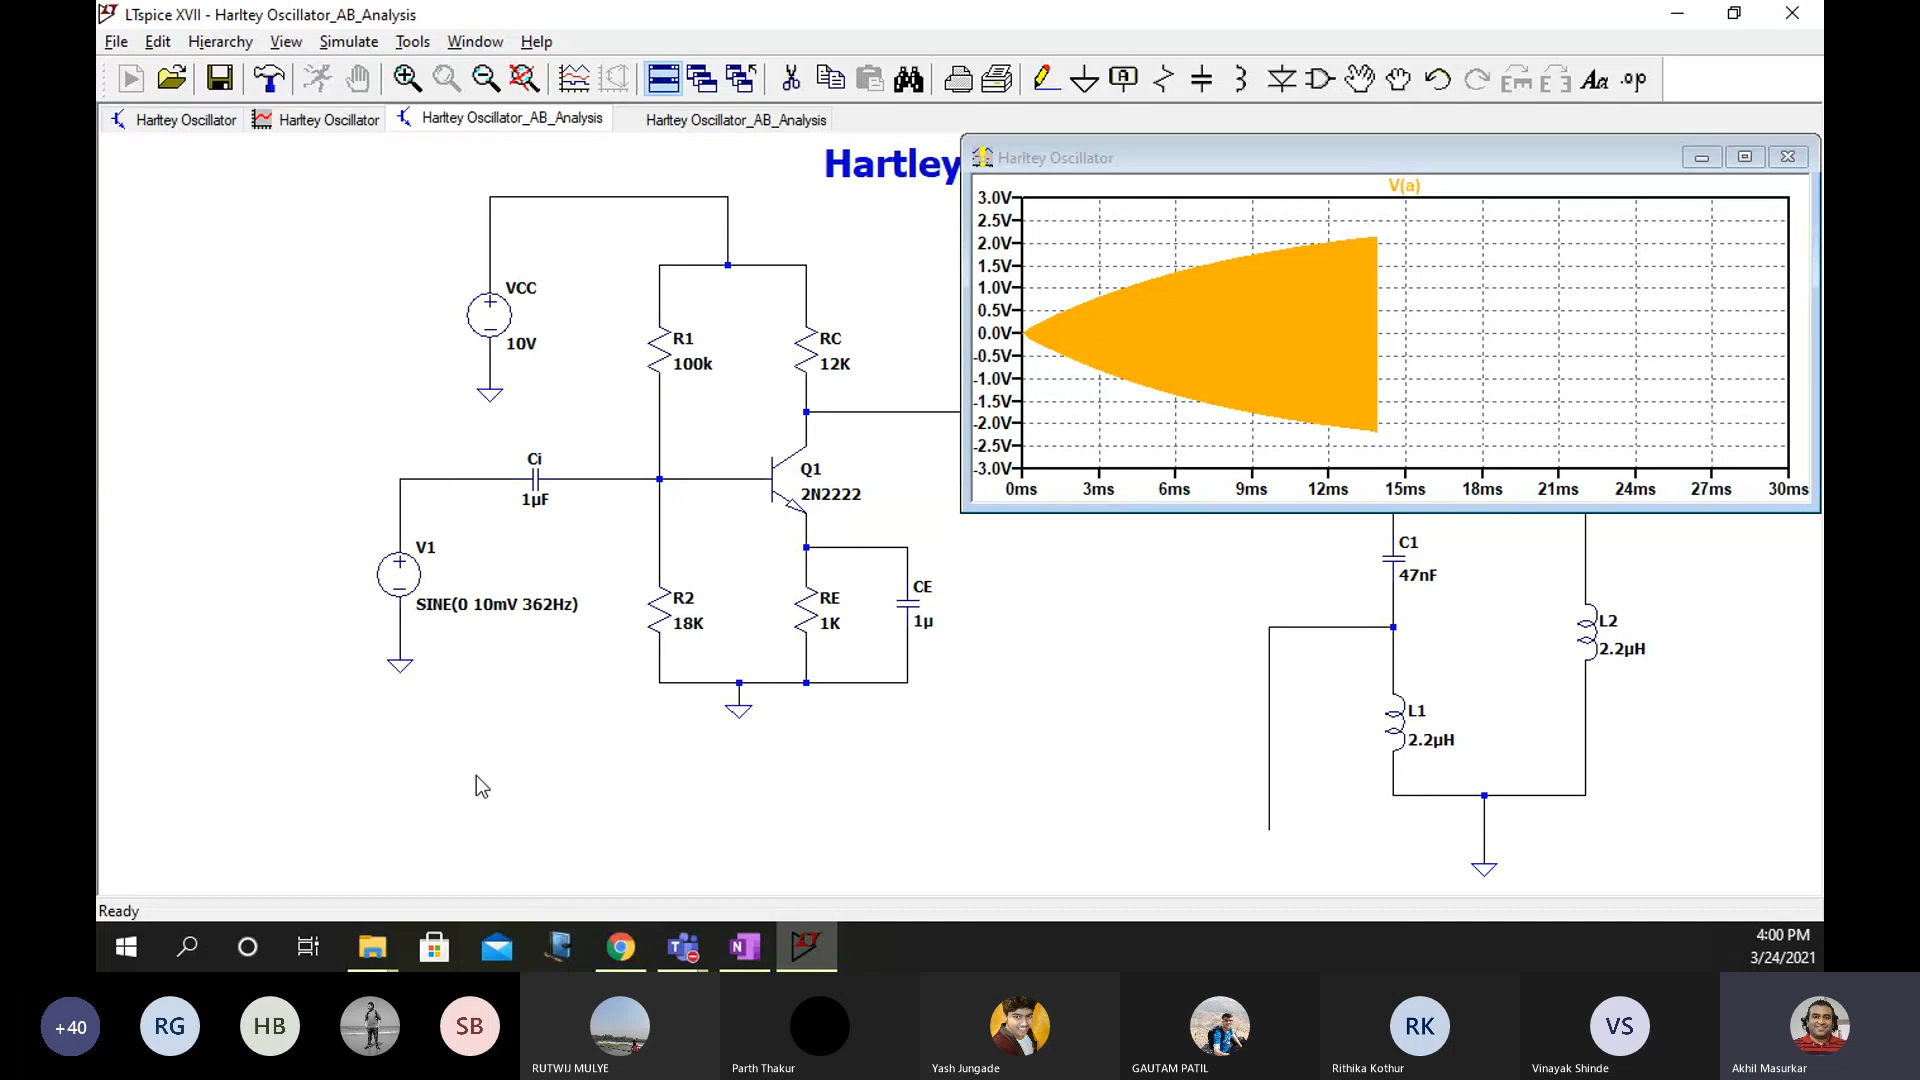 LTspice XVII - Harltey Oscillator_AB_Analysis
File Edit Hierarchy View Simulate Tools Window Help
A Aa .op
Harltey Oscillator Harltey Oscillator Harltey Oscillator_AB_Analysis Harltey Oscillator_AB_Analysis
Hartley
Harltey Oscillator
V(a)
3.0V
2.5V
2.0V
1.5V
1.0V
0.5V
0.0V
-0.5V
-1.0V
-1.5V
-2.0V
-2.5V
-3.0V
0ms 3ms 6ms 9ms 12ms 15ms 18ms 21ms 24ms 27ms 30ms
VCC
10V
R1
100k
RC
12K
Ci
1µF
Q1
2N2222
V1
SINE(0 10mV 362Hz)
R2
18K
RE
1K
CE
1µ
C1
47nF
L2
2.2µH
L1
2.2µH
Ready
4:00 PM
3/24/2021
+40 RG HB SB RK VS
RUTWIJ MULYE Parth Thakur Yash Jungade GAUTAM PATIL Rithika Kothur Vinayak Shinde Akhil Masurkar